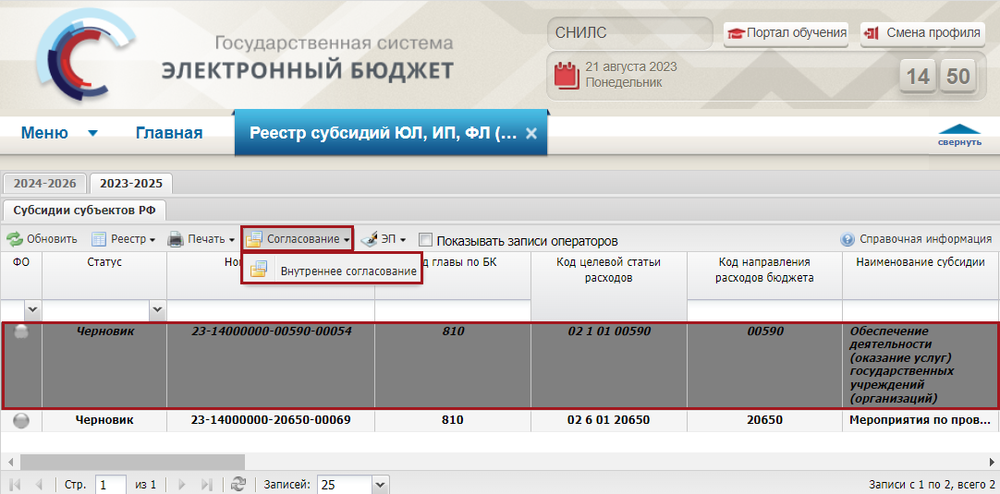 Государственная система
ЭЛЕКТРОННЫЙ БЮДЖЕТ
СНИЛС
Портал обучения
Смена профиля
21 августа 2023
Понедельник
14 50
Меню
Главная
Реестр субсидий ЮЛ, ИП, ФЛ (...
свернуть
2024-2026
2023-2025
Субсидии субъектов РФ
Обновить
Реестр
Печать
Согласование
ЭП
Показывать записи операторов
Справочная информация
Внутреннее согласование
ФО
Статус
главы по БК
Код целевой статьи
расходов
Код направления
расходов бюджета
Наименование субсидии
Черновик
23-14000000-00590-00054
810
02 1 01 00590
00590
Обеспечение
деятельности
(оказание услуг)
государственных
учреждений
(организаций)
Черновик
23-14000000-20650-00069
810
02 6 01 20650
20650
Мероприятия по пров...
Стр. 1 из 1
Записей: 25
Записи с 1 по 2, всего 2